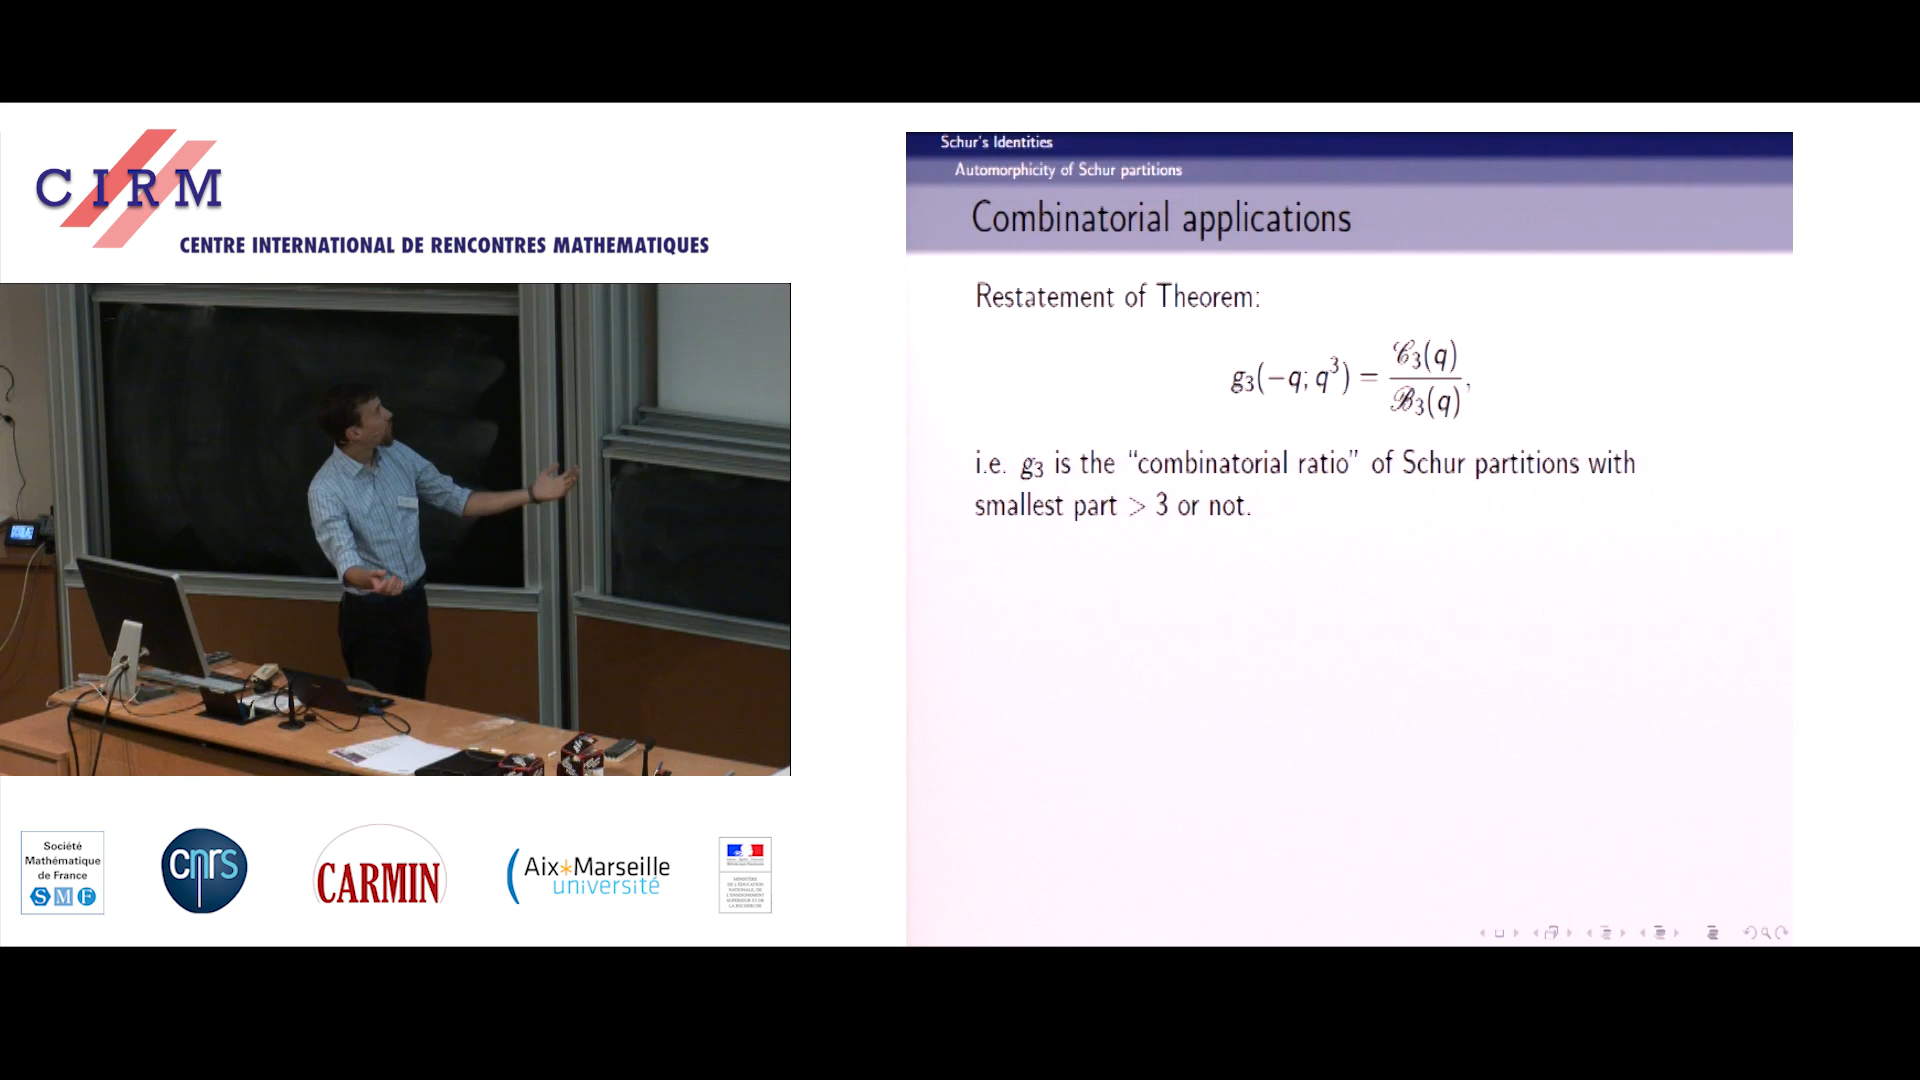 CIRM
CENTRE INTERNATIONAL DE RENCONTRES MATHEMATIQUES
Schur's Identities
Automorphicity of Schur partitions
Combinatorial applications
Restatement of Theorem:
g₃(−q; q³) = 𝒞₃(q) / ℬ₃(q),
i.e. g₃ is the “combinatorial ratio” of Schur partitions with
smallest part > 3 or not.
Société
Mathématique
de France
SMF
cnrs
CARMIN
Aix*Marseille
université